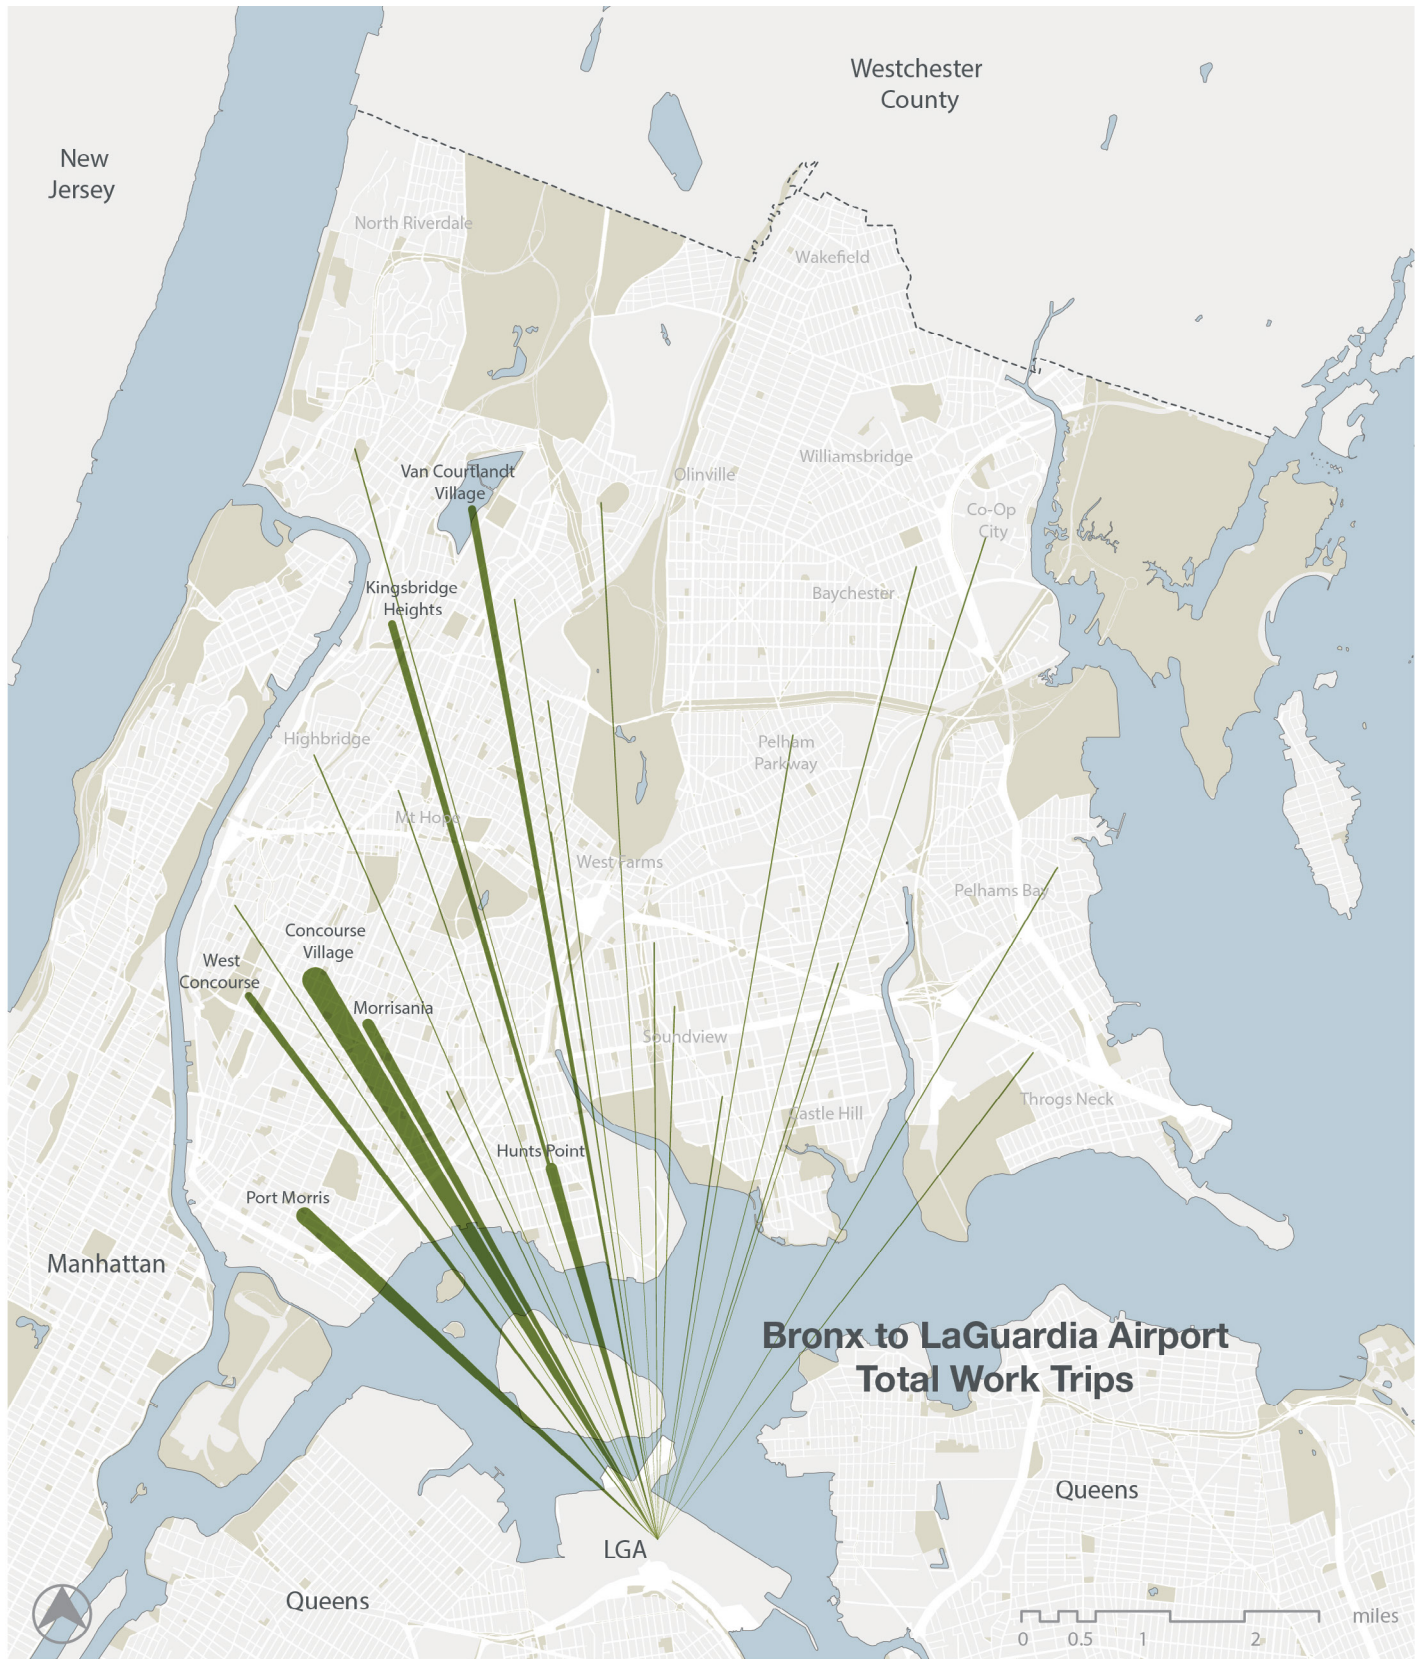 Westchester
County
New
Jersey
North Riverdale
Wakefield
Williamsbridge
Van Courtlandt
Village
Olinville
Co-Op
City
Kingsbridge
Heights
Baychester
Highbridge
Pelham
Parkway
Mt Hope
West Farms
Pelhams Bay
Concourse
Village
West
Concourse
Morrisania
Soundview
Throgs Neck
Castle Hill
Hunts Point
Port Morris
Manhattan
Bronx to LaGuardia Airport
Total Work Trips
Queens
LGA
Queens
miles
0 0.5 1 2